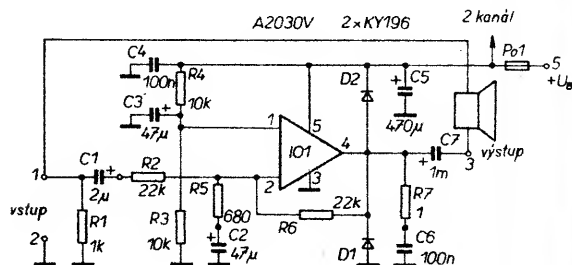 A2030V 2×KY196
2 kanál
C4
100n
R4
10k
C3
47µ
D2
C5
470µ
Po1
5
+U_B
1
5
IO1
4
2
3
C7
1m
výstup
3
1
C1
2µ
R2
22k
R5
680
R6
22k
R7
1
vstup
R1
1k
R3
10k
C2
47µ
D1
C6
100n
2